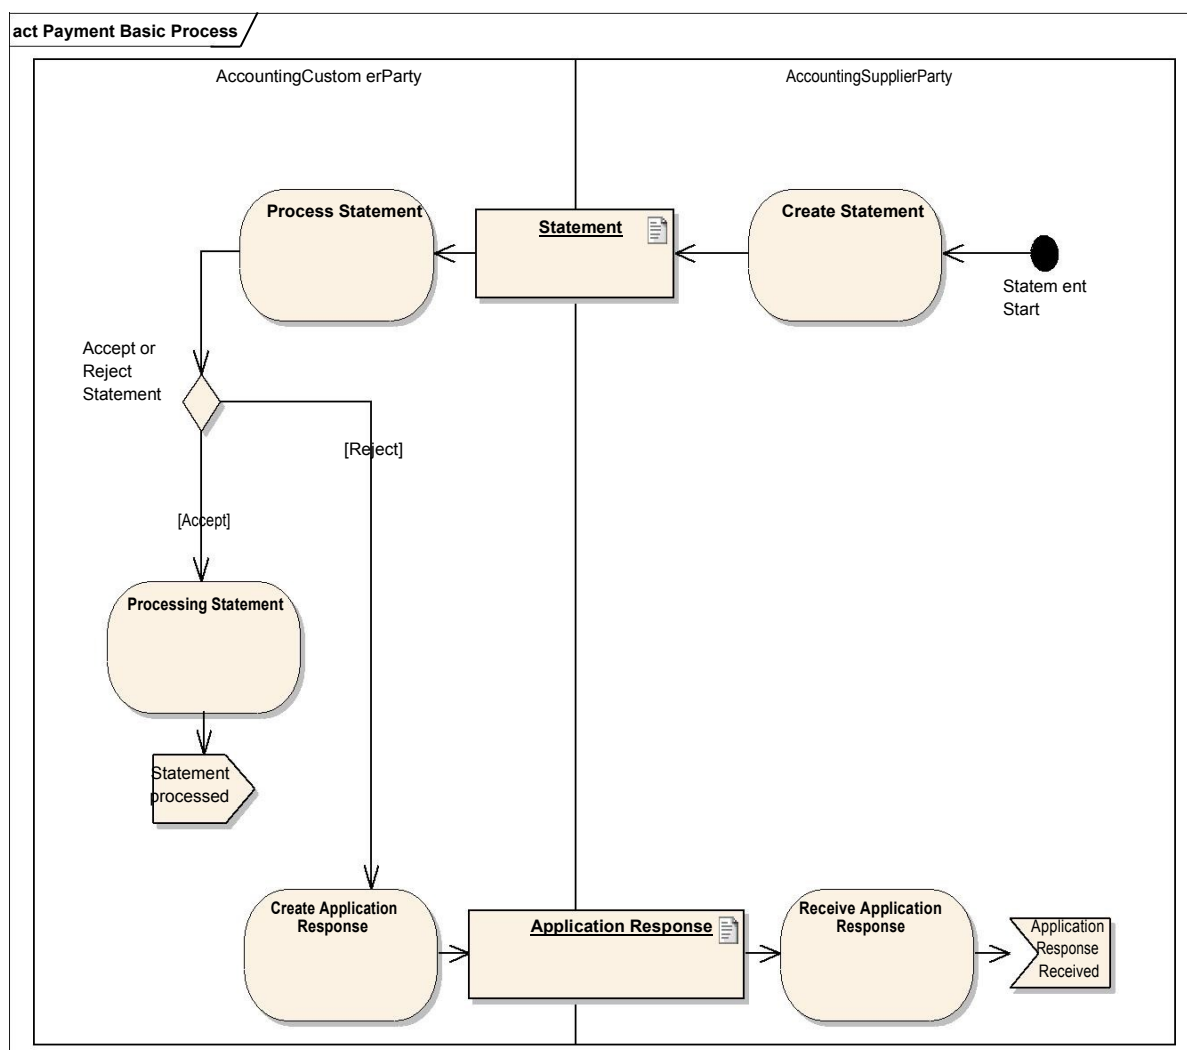 act Payment Basic Process
AccountingCustom erParty
AccountingSupplierParty
Process Statement
Statement
Create Statement
Statem ent
Start
Accept or
Reject
Statement
[Reject]
[Accept]
Processing Statement
Statement
processed
Create Application
Response
Application Response
Receive Application
Response
Application
Response
Received